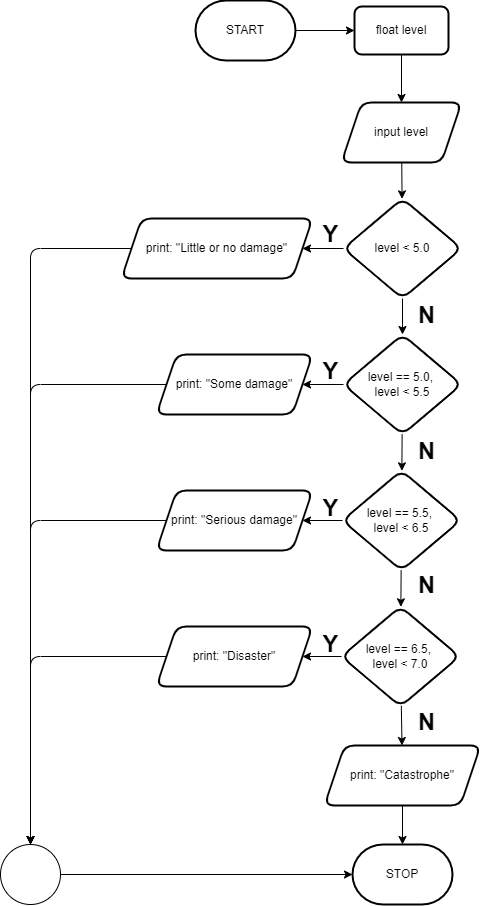 START
float level
input level
level < 5.0
Y
print: "Little or no damage"
N
level == 5.0,
level < 5.5
Y
print: "Some damage"
N
level == 5.5,
level < 6.5
Y
print: "Serious damage"
N
level == 6.5,
level < 7.0
Y
print: "Disaster"
N
print: "Catastrophe"
STOP